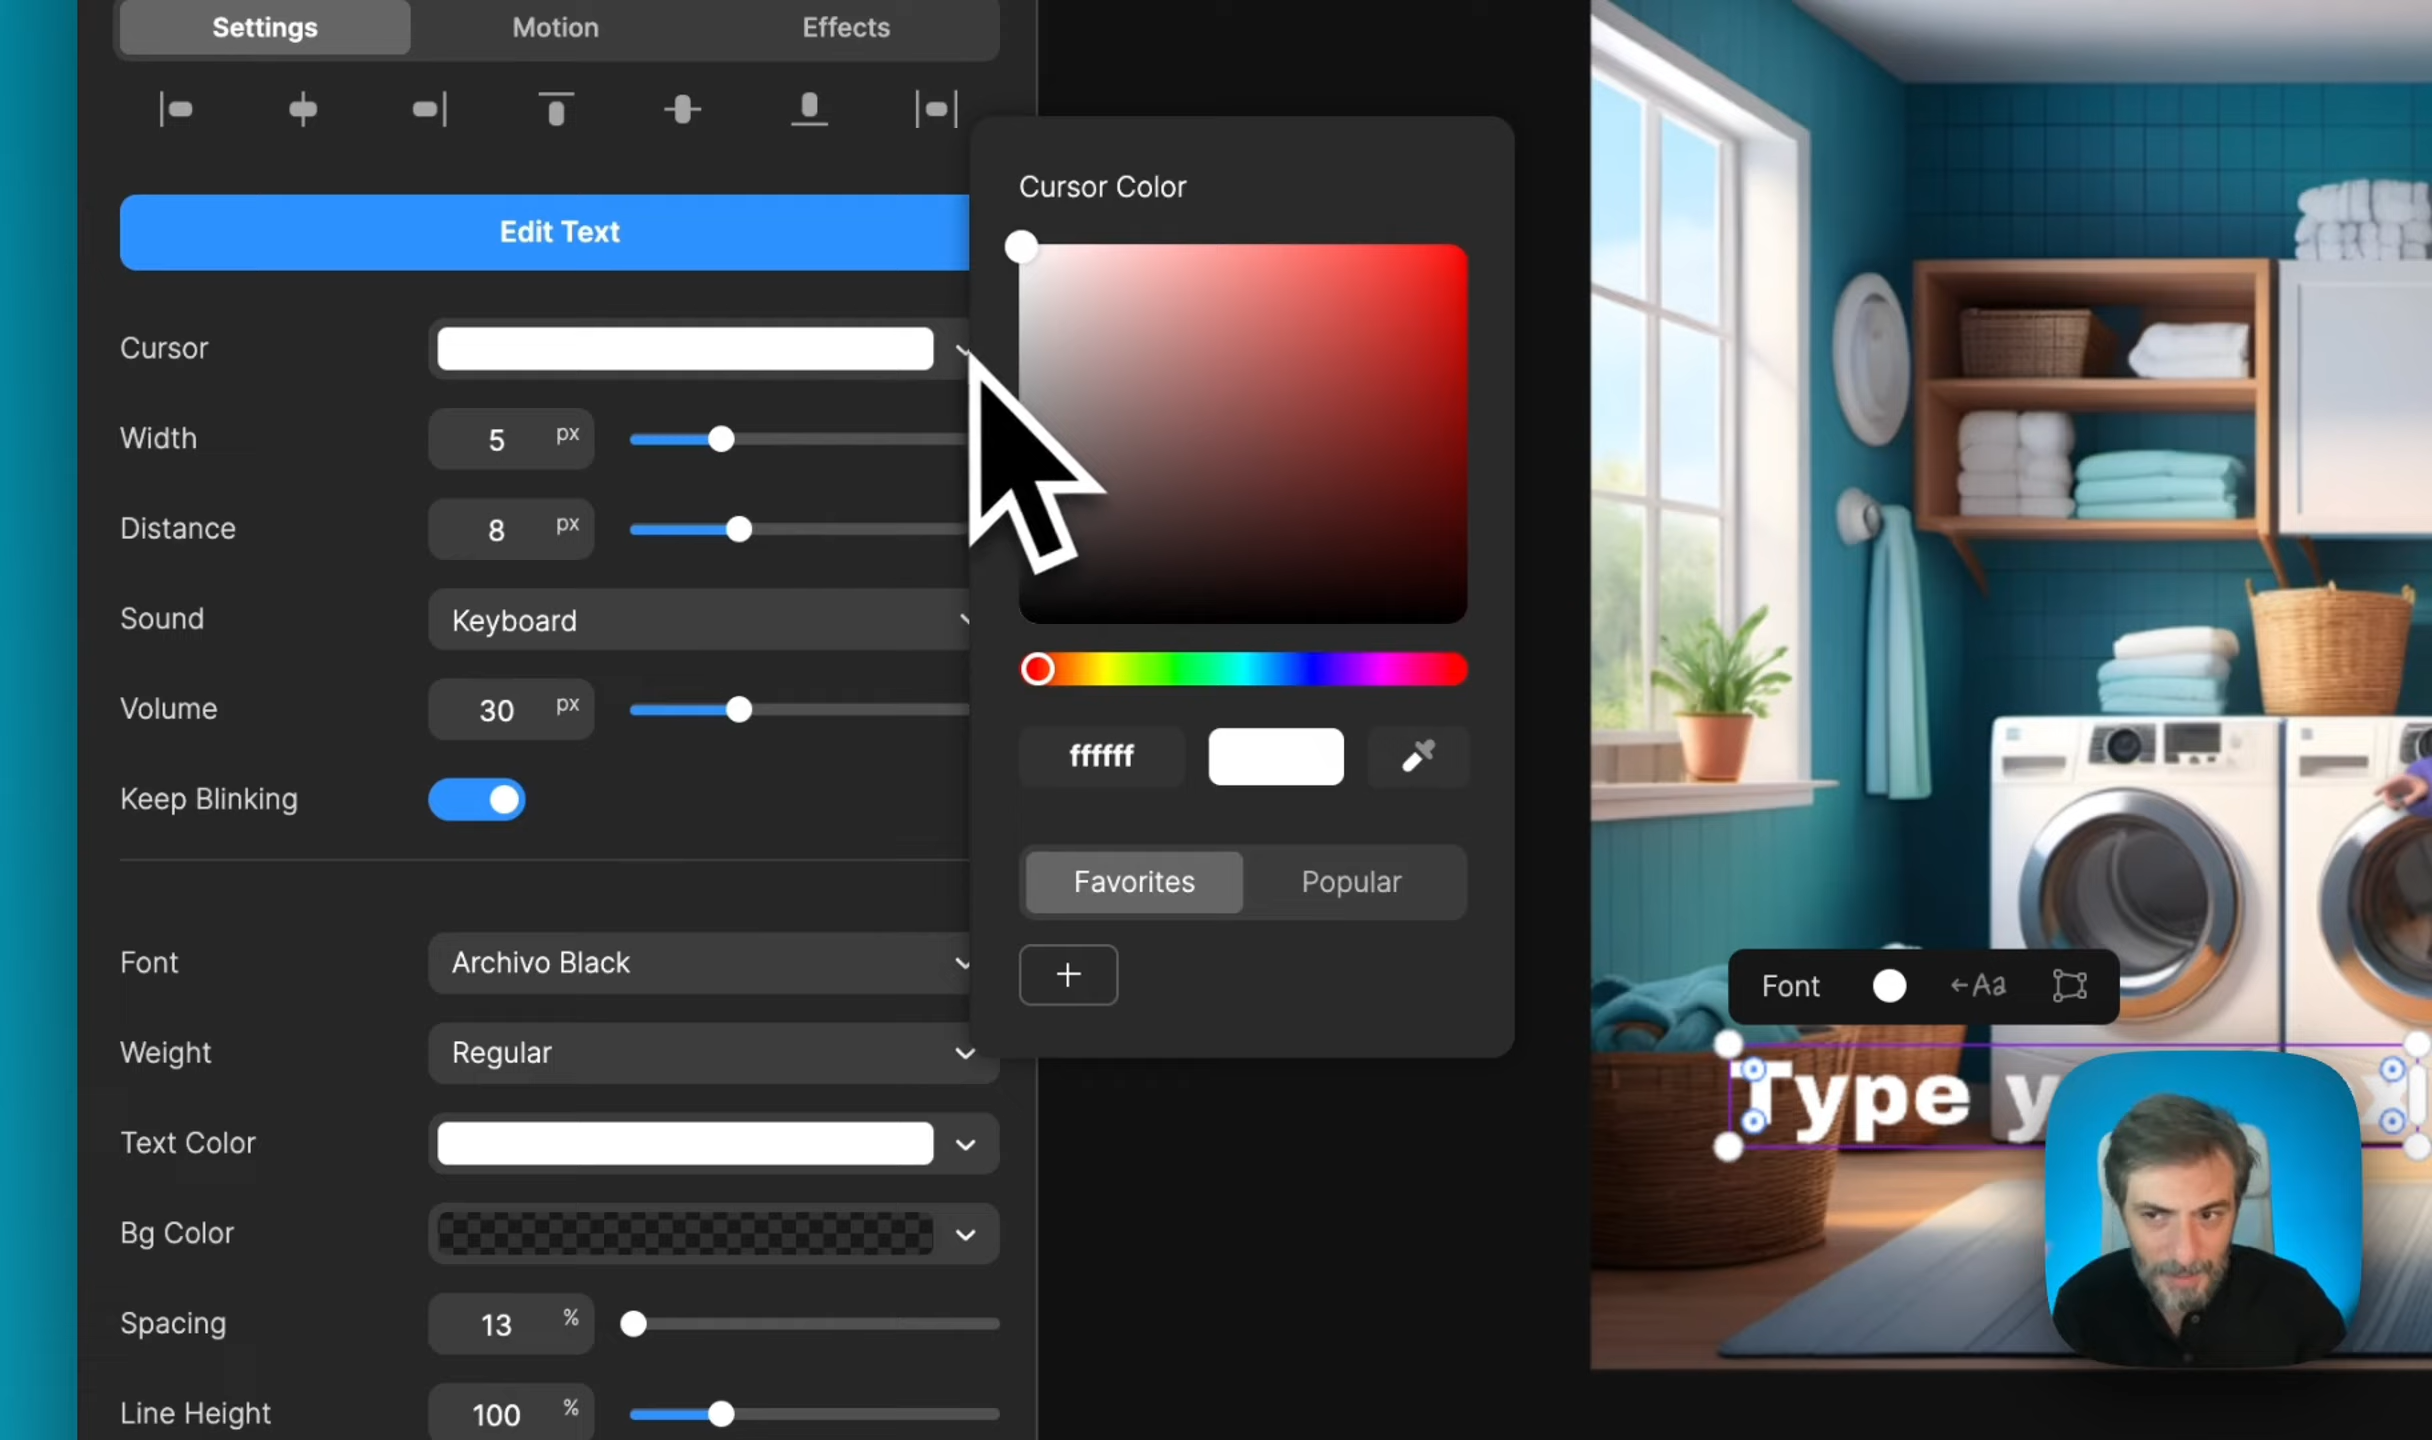 Settings Motion Effects
Edit Text
Cursor
Width 5 px
Distance 8 px
Sound Keyboard
Volume 30 px
Keep Blinking
Font Archivo Black
Weight Regular
Text Color
Bg Color
Spacing 13 %
Line Height 100 %
Cursor Color
ffffff
Favorites Popular
+
Font ←Aa
Type y